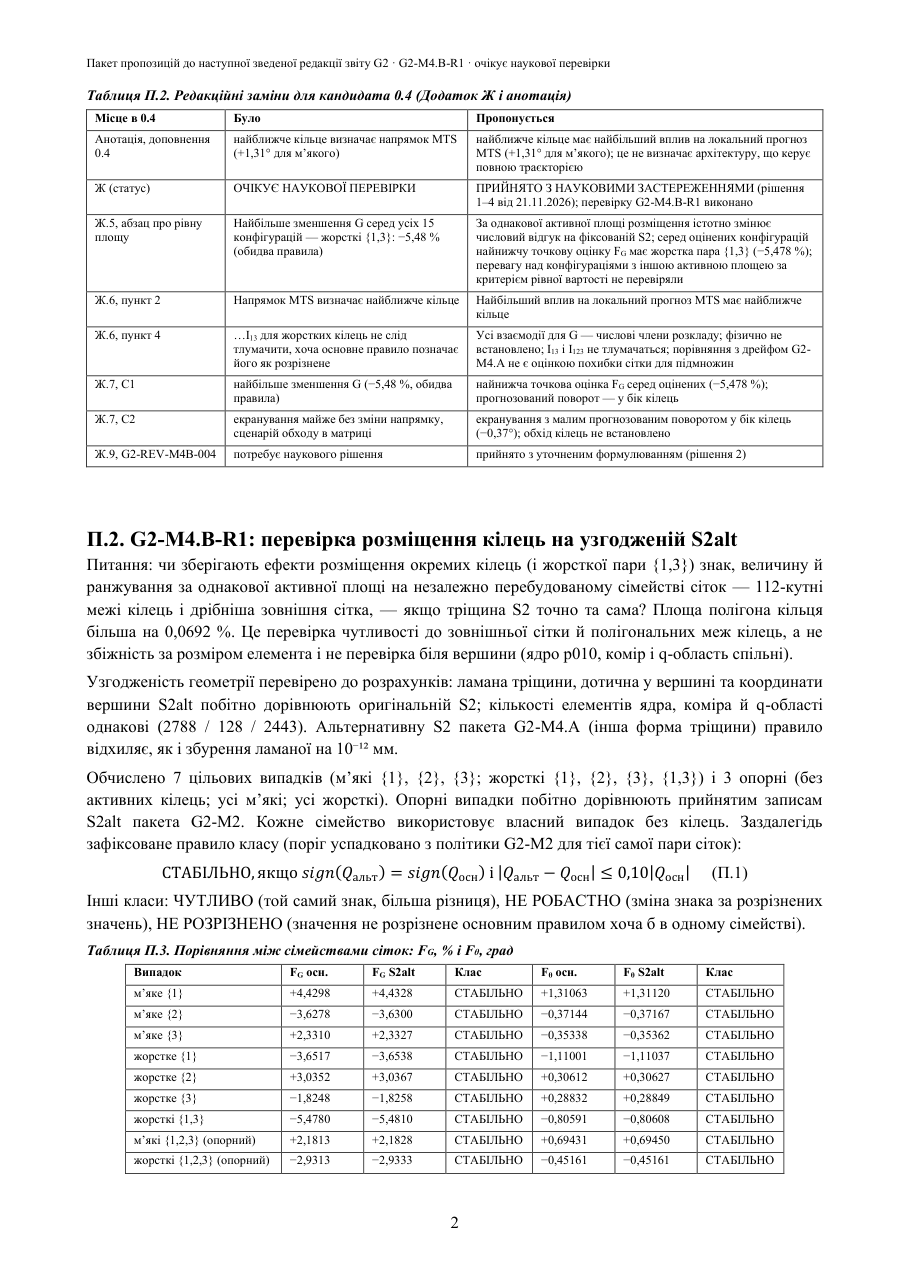 Пакет пропозицій до наступної зведеної редакції звіту G2 · G2-M4.B-R1 · очікує наукової перевірки
Таблиця П.2. Редакційні заміни для кандидата 0.4 (Додаток Ж і анотація)
Місце в 0.4 Було Пропонується
Анотація, доповнення
0.4
найближче кільце визначає напрямок MTS
(+1,31° для м’якого)
найближче кільце має найбільший вплив на локальний прогноз
MTS (+1,31° для м’якого); це не визначає архітектуру, що керує
повною траєкторією
Ж (статус)
ОЧІКУЄ НАУКОВОЇ ПЕРЕВІРКИ
ПРИЙНЯТО З НАУКОВИМИ ЗАСТЕРЕЖЕННЯМИ (рішення
1–4 від 21.11.2026); перевірку G2-M4.B-R1 виконано
Ж.5, абзац про рівну
площу
Найбільше зменшення G серед усіх 15
конфігурацій — жорсткі {1,3}: −5,48 %
(обидва правила)
За однакової активної площі розміщення істотно змінює
числовий відгук на фіксованій S2; серед оцінених конфігурацій
найнижчу точкову оцінку F_G має жорстка пара {1,3} (−5,478 %);
перевагу над конфігураціями з іншою активною площею за
критерієм рівної вартості не перевіряли
Ж.6, пункт 2
Напрямок MTS визначає найближче кільце
Найбільший вплив на локальний прогноз MTS має найближче
кільце
Ж.6, пункт 4
…I₁₃ для жорстких кілець не слід
тлумачити, хоча основне правило позначає
його як розрізнене
Усі взаємодії для G — числові члени розкладу; фізично не
встановлено; I₁₃ і I₁₂₃ не тлумачаться; порівняння з дрейфом G2-
M4.A не є оцінкою похибки сітки для підмножин
Ж.7, C1
найбільше зменшення G (−5,48 %, обидва
правила)
найнижча точкова оцінка F_G серед оцінених (−5,478 %);
прогнозований поворот — у бік кілець
Ж.7, C2
екранування майже без зміни напрямку,
сценарій обходу в матриці
екранування з малим прогнозованим поворотом у бік кілець
(−0,37°); обхід кілець не встановлено
Ж.9, G2-REV-M4B-004
потребує наукового рішення
прийнято з уточненим формулюванням (рішення 2)
П.2. G2-M4.B-R1: перевірка розміщення кілець на узгодженій S2alt
Питання: чи зберігають ефекти розміщення окремих кілець (і жорсткої пари {1,3}) знак, величину й
ранжування за однакової активної площі на незалежно перебудованому сімействі сіток — 112-кутні
межі кілець і дрібніша зовнішня сітка, — якщо тріщина S2 точно та сама? Площа полігона кільця
більша на 0,0692 %. Це перевірка чутливості до зовнішньої сітки й полігональних меж кілець, а не
збіжність за розміром елемента і не перевірка біля вершини (ядро p010, комір і q-область спільні).
Узгодженість геометрії перевірено до розрахунків: ламана тріщини, дотична у вершині та координати
вершини S2alt побітно дорівнюють оригінальній S2; кількості елементів ядра, коміра й q-області
однакові (2788 / 128 / 2443). Альтернативну S2 пакета G2-M4.A (інша форма тріщини) правило
відхиляє, як і збурення ламаної на 10⁻¹² мм.
Обчислено 7 цільових випадків (м’які {1}, {2}, {3}; жорсткі {1}, {2}, {3}, {1,3}) і 3 опорні (без
активних кілець; усі м’які; усі жорсткі). Опорні випадки побітно дорівнюють прийнятим записам
S2alt пакета G2-M2. Кожне сімейство використовує власний випадок без кілець. Заздалегідь
зафіксоване правило класу (поріг успадковано з політики G2-M2 для тієї самої пари сіток):
СТАБІЛЬНО, якщо sign(Q_альт) = sign(Q_осн) і |Q_альт − Q_осн| ≤ 0,10|Q_осн| (П.1)
Інші класи: ЧУТЛИВО (той самий знак, більша різниця), НЕ РОБАСТНО (зміна знака за розрізнених
значень), НЕ РОЗРІЗНЕНО (значення не розрізнене основним правилом хоча б в одному сімействі).
Таблиця П.3. Порівняння між сімействами сіток: F_G, % і F_θ, град
Випадок F_G осн. F_G S2alt Клас F_θ осн. F_θ S2alt Клас
м’яке {1} +4,4298 +4,4328 СТАБІЛЬНО +1,31063 +1,31120 СТАБІЛЬНО
м’яке {2} −3,6278 −3,6300 СТАБІЛЬНО −0,37144 −0,37167 СТАБІЛЬНО
м’яке {3} +2,3310 +2,3327 СТАБІЛЬНО −0,35338 −0,35362 СТАБІЛЬНО
жорстке {1} −3,6517 −3,6538 СТАБІЛЬНО −1,11001 −1,11037 СТАБІЛЬНО
жорстке {2} +3,0352 +3,0367 СТАБІЛЬНО +0,30612 +0,30627 СТАБІЛЬНО
жорстке {3} −1,8248 −1,8258 СТАБІЛЬНО +0,28832 +0,28849 СТАБІЛЬНО
жорсткі {1,3} −5,4780 −5,4810 СТАБІЛЬНО −0,80591 −0,80608 СТАБІЛЬНО
м’які {1,2,3} (опорний) +2,1813 +2,1828 СТАБІЛЬНО +0,69431 +0,69450 СТАБІЛЬНО
жорсткі {1,2,3} (опорний) −2,9313 −2,9333 СТАБІЛЬНО −0,45161 −0,45161 СТАБІЛЬНО
2